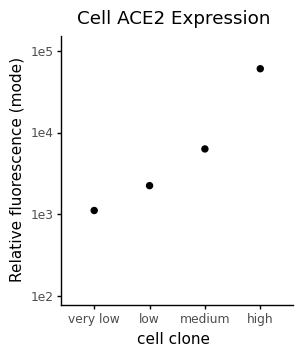 Cell ACE2 Expression
Relative fluorescence (mode)
1e5
1e4
1e3
1e2
very low low medium high
cell clone